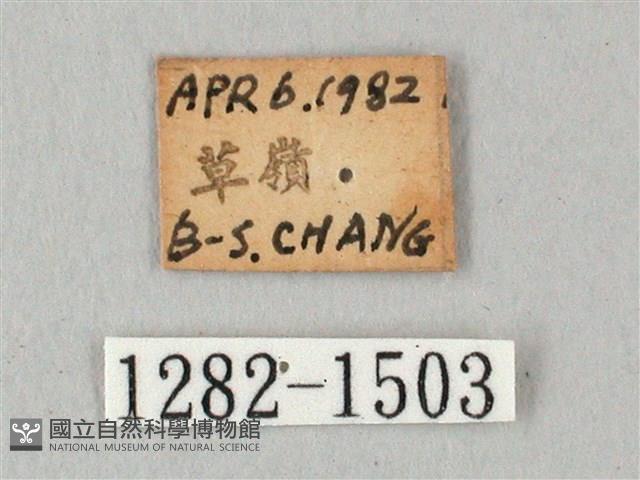 APR 6.1982
草嶺
B-S.CHANG
1282-1503
國立自然科學博物館
NATIONAL MUSEUM OF NATURAL SCIENCE